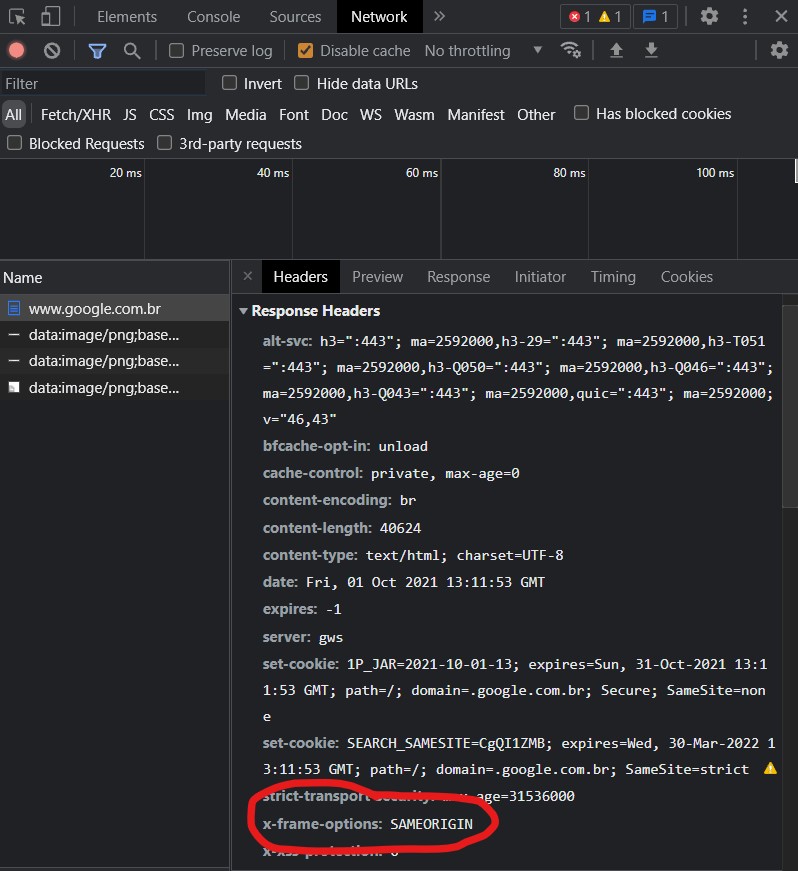 Elements Console Sources Network 1 1 1
Preserve log Disable cache No throttling
Filter Invert Hide data URLs
All Fetch/XHR JS CSS Img Media Font Doc WS Wasm Manifest Other Has blocked cookies
Blocked Requests 3rd-party requests
20 ms 40 ms 60 ms 80 ms 100 ms
Name
www.google.com.br
data:image/png;base...
data:image/png;base...
data:image/png;base...
Headers Preview Response Initiator Timing Cookies
Response Headers
alt-svc: h3=":443"; ma=2592000,h3-29=":443"; ma=2592000,h3-T051
=":443"; ma=2592000,h3-Q050=":443"; ma=2592000,h3-Q046=":443";
ma=2592000,h3-Q043=":443"; ma=2592000,quic=":443"; ma=2592000;
v="46,43"
bfcache-opt-in: unload
cache-control: private, max-age=0
content-encoding: br
content-length: 40624
content-type: text/html; charset=UTF-8
date: Fri, 01 Oct 2021 13:11:53 GMT
expires: -1
server: gws
set-cookie: 1P_JAR=2021-10-01-13; expires=Sun, 31-Oct-2021 13:1
1:53 GMT; path=/; domain=.google.com.br; Secure; SameSite=non
e
set-cookie: SEARCH_SAMESITE=CgQI1ZMB; expires=Wed, 30-Mar-2022 1
3:11:53 GMT; path=/; domain=.google.com.br; SameSite=strict
strict-transport-security: max-age=31536000
x-frame-options: SAMEORIGIN
x-xss-protection: 0